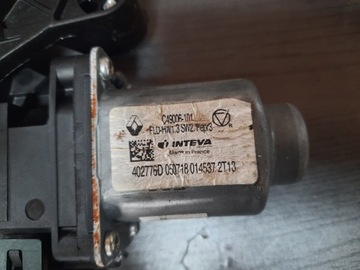 C49006-101
INTEVA
Made in France
402776D 050718 014537 2T13